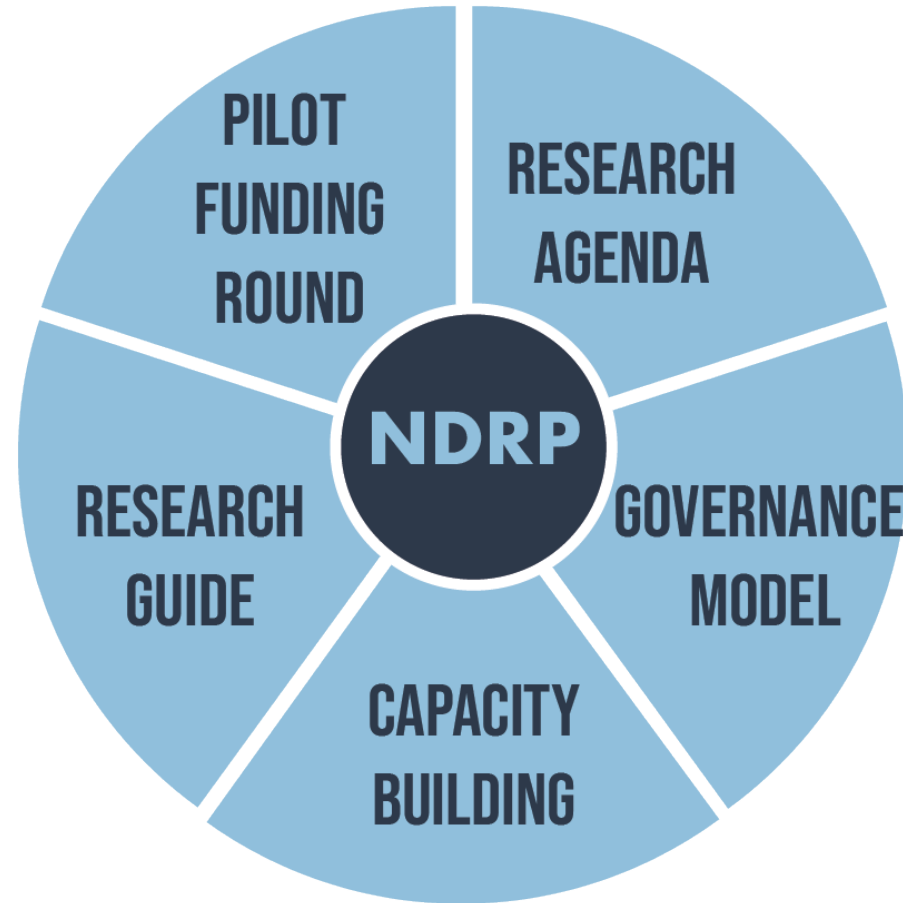 PILOT
FUNDING
ROUND
RESEARCH
AGENDA
NDRP
RESEARCH
GUIDE
GOVERNANCE
MODEL
CAPACITY
BUILDING